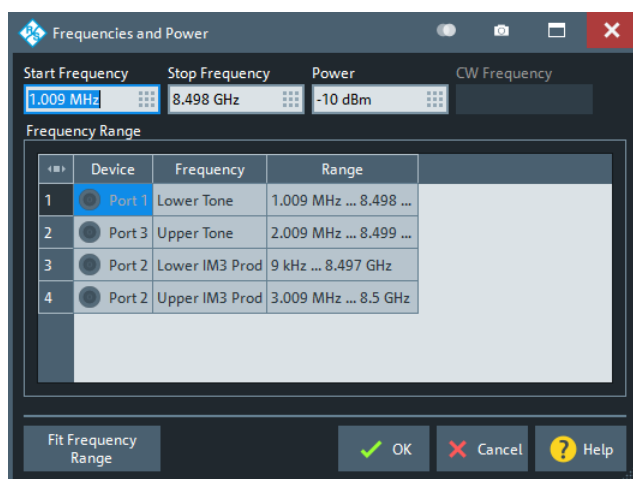 Frequencies and Power
Start Frequency Stop Frequency Power CW Frequency
1.009 MHz 8.498 GHz -10 dBm
Frequency Range
Device Frequency Range
1 Port 1 Lower Tone 1.009 MHz ... 8.498 ...
2 Port 3 Upper Tone 2.009 MHz ... 8.499 ...
3 Port 2 Lower IM3 Prod 9 kHz ... 8.497 GHz
4 Port 2 Upper IM3 Prod 3.009 MHz ... 8.5 GHz
Fit Frequency
Range
OK Cancel ? Help